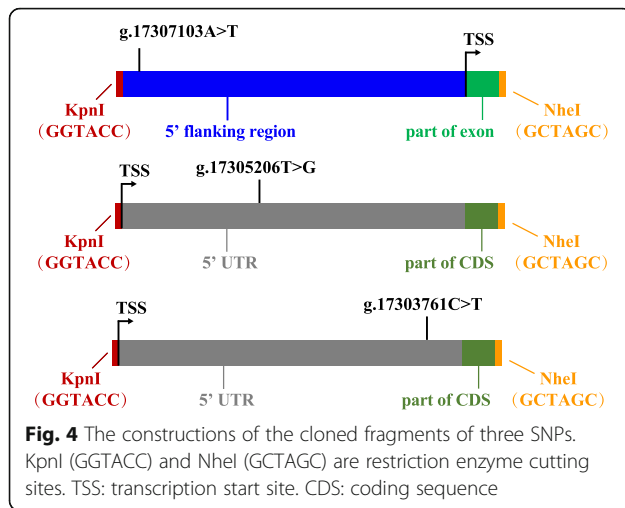 g.17307103A>T
TSS
KpnI
(GGTACC)
5’ flanking region
part of exon
NheI
(GCTAGC)
g.17305206T>G
TSS
KpnI
(GGTACC)
5’ UTR
part of CDS
NheI
(GCTAGC)
g.17303761C>T
TSS
KpnI
(GGTACC)
5’ UTR
part of CDS
NheI
(GCTAGC)
Fig. 4 The constructions of the cloned fragments of three SNPs.
KpnI (GGTACC) and NheI (GCTAGC) are restriction enzyme cutting
sites. TSS: transcription start site. CDS: coding sequence